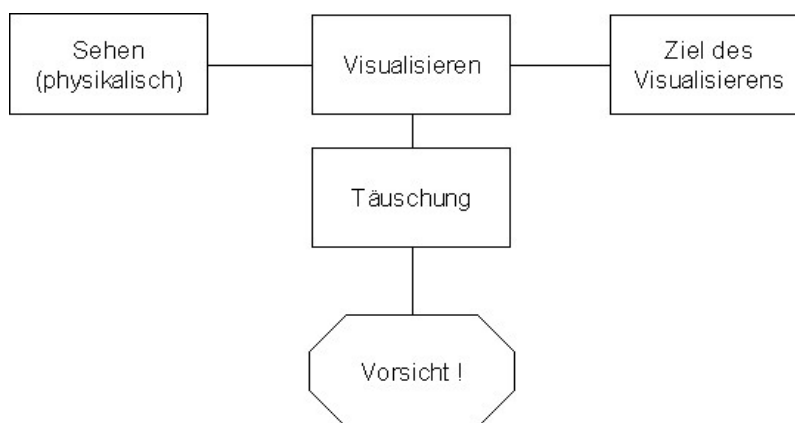 Sehen
(physikalisch)
Visualisieren
Ziel des
Visualisierens
Täuschung
Vorsicht !